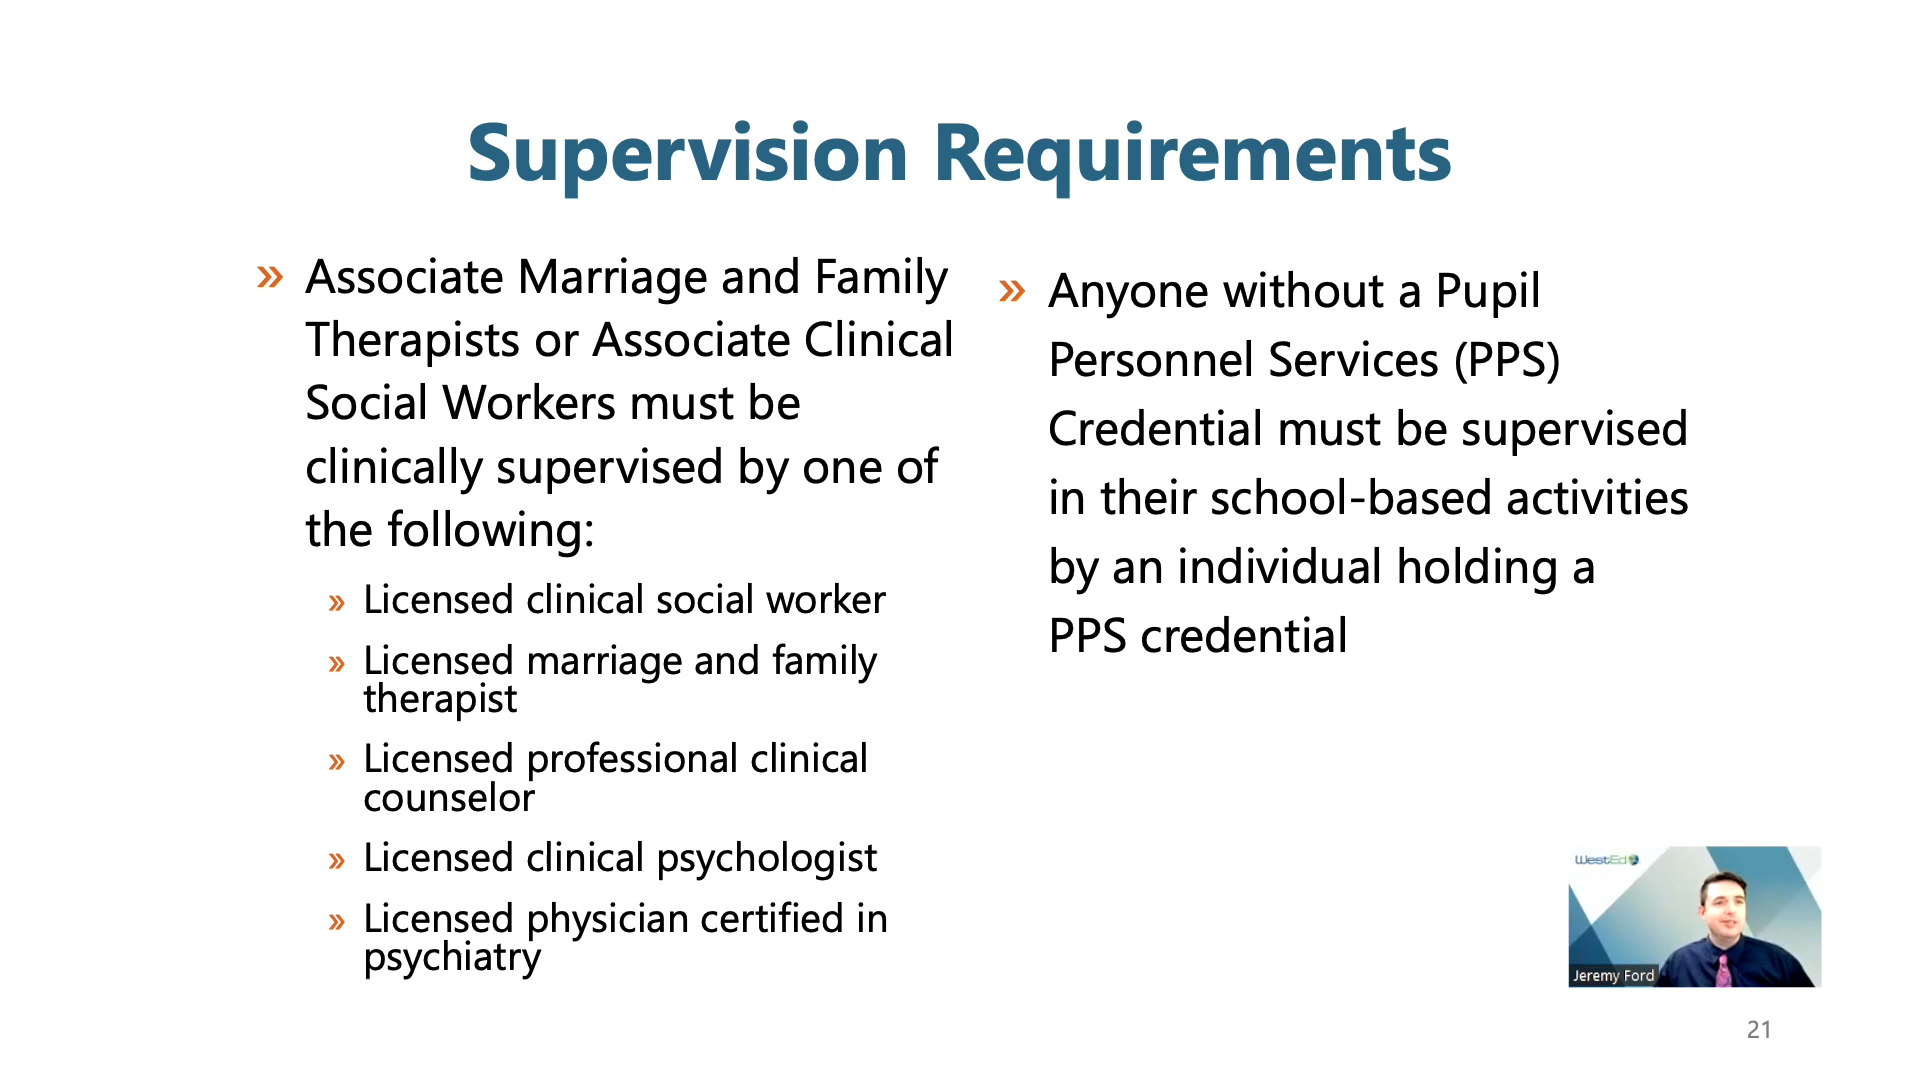 Supervision Requirements
» Associate Marriage and Family
Therapists or Associate Clinical
Social Workers must be
clinically supervised by one of
the following:
» Licensed clinical social worker
» Licensed marriage and family
therapist
» Licensed professional clinical
counselor
» Licensed clinical psychologist
» Licensed physician certified in
psychiatry
» Anyone without a Pupil
Personnel Services (PPS)
Credential must be supervised
in their school-based activities
by an individual holding a
PPS credential
WestEd
Jeremy Ford
21